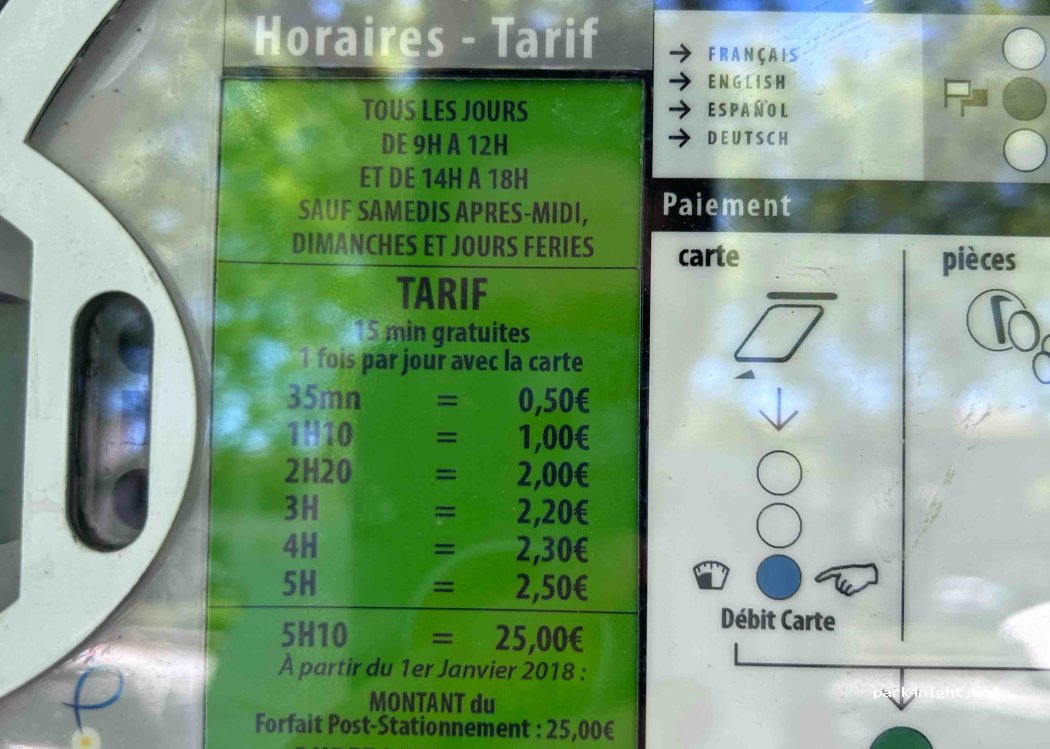 Horaires - Tarif
TOUS LES JOURS
DE 9H A 12H
ET DE 14H A 18H
SAUF SAMEDIS APRES-MIDI,
DIMANCHES ET JOURS FERIES
TARIF
15 min gratuites
1 fois par jour avec la carte
35mn = 0,50€
1H10 = 1,00€
2H20 = 2,00€
3H = 2,20€
4H = 2,30€
5H = 2,50€
5H10 = 25,00€
À partir du 1er Janvier 2018 :
MONTANT du
Forfait Post-Stationnement : 25,00€
→ FRANÇAIS
→ ENGLISH
→ ESPAÑOL
→ DEUTSCH
Paiement
carte
pièces
Débit Carte
park4night.com